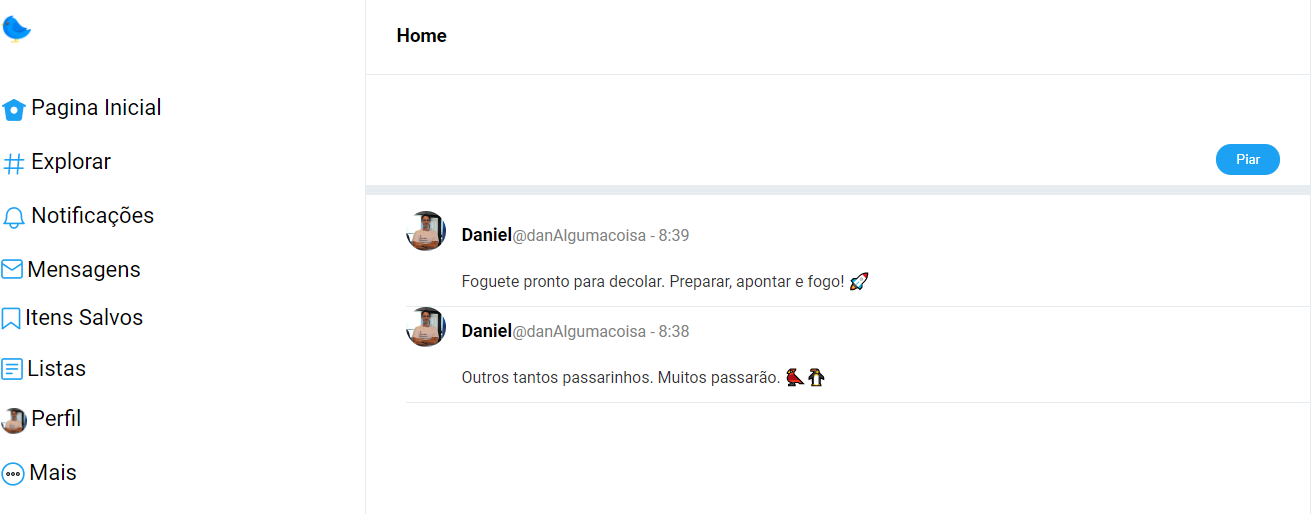 Home
Pagina Inicial
Explorar
Notificações
Mensagens
Itens Salvos
Listas
Perfil
Mais
Piar
Daniel@danAlgumacoisa - 8:39
Foguete pronto para decolar. Preparar, apontar e fogo! 🚀
Daniel@danAlgumacoisa - 8:38
Outros tantos passarinhos. Muitos passarão. 🐦🐧